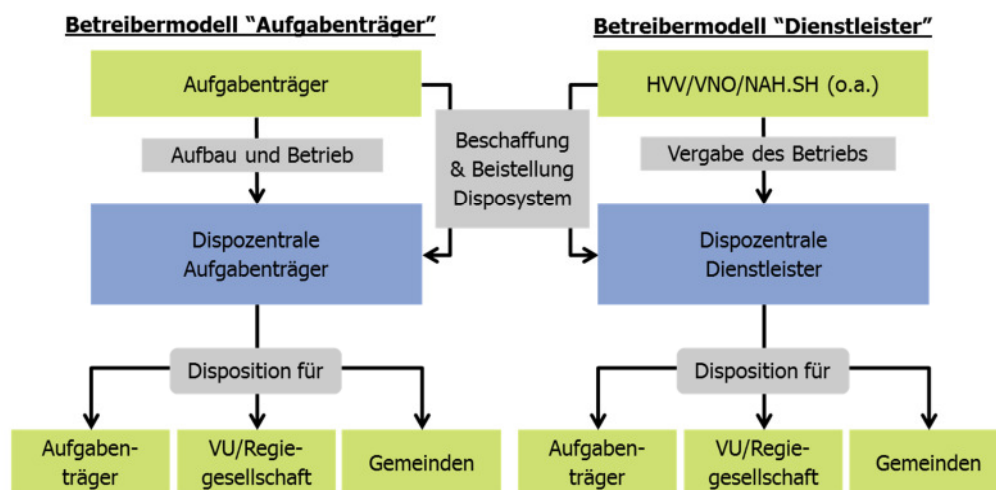 Betreibermodell “Aufgabenträger”
Aufgabenträger
Aufbau und Betrieb
Dispozentrale
Aufgabenträger
Disposition für
Aufgaben-
träger
VU/Regie-
gesellschaft
Gemeinden
Beschaffung
& Beistellung
Disposystem
Betreibermodell “Dienstleister”
HVV/VNO/NAH.SH (o.a.)
Vergabe des Betriebs
Dispozentrale
Dienstleister
Disposition für
Aufgaben-
träger
VU/Regie-
gesellschaft
Gemeinden